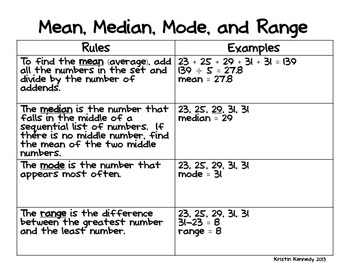 Mean, Median, Mode, and Range
Rules
Examples
To find the mean (average), add
all the numbers in the set and
divide by the number of
addends.
23 + 25 + 29 + 31 + 31 = 139
139 ÷ 5 = 27.8
mean = 27.8
The median is the number that
falls in the middle of a
sequential list of numbers. If
there is no middle number, find
the mean of the two middle
numbers.
23, 25, 29, 31, 31
median = 29
The mode is the number that
appears most often.
23, 25, 29, 31, 31
mode = 31
The range is the difference
between the greatest number
and the least number.
23, 25, 29, 31, 31
31-23 = 8
range = 8
Kristin Kennedy 2013